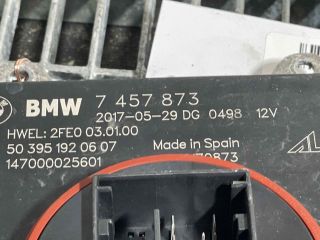 BMW 7 457 873
2017-05-29 DG 0498 12V
HWEL: 2FE0 03.01.00
50 395 192 06 07 Made in Spain
147000025601